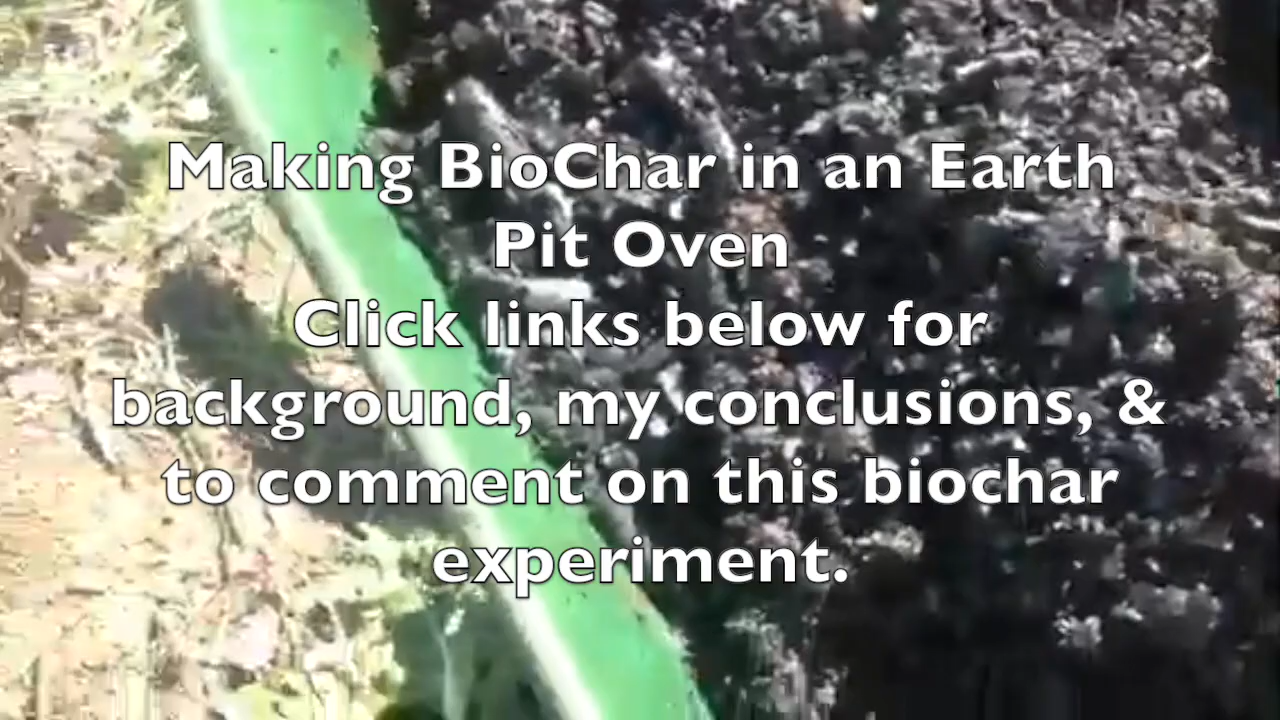 Making BioChar in an Earth
Pit Oven
Click links below for
background, my conclusions, &
to comment on this biochar
experiment.